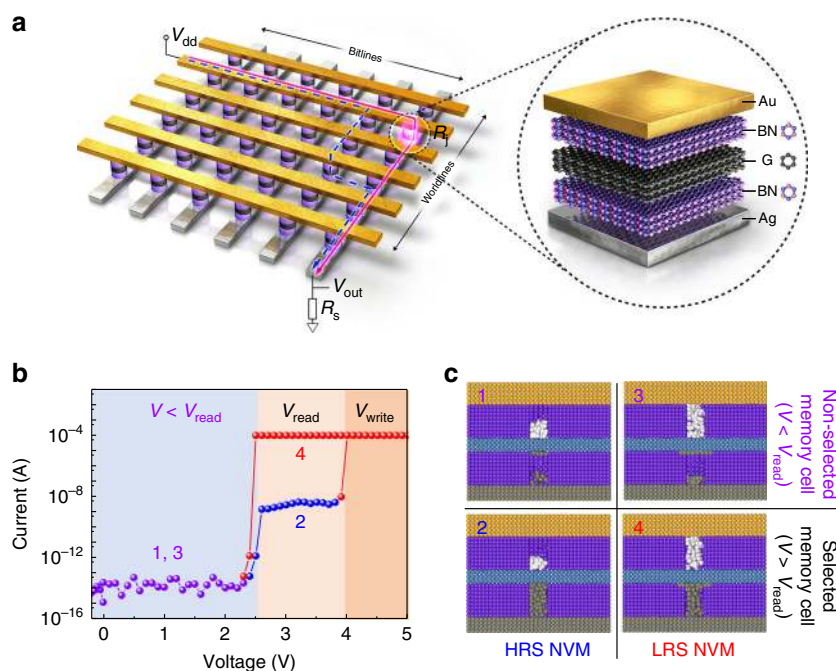 a
V_dd
Bitlines
R_j
Worldlines
V_out
R_s
Au
BN
G
BN
Ag
b
V < V_read
V_read
V_write
4
2
1, 3
Current (A)
10^−4
10^−8
10^−12
10^−16
0 1 2 3 4 5
Voltage (V)
c
1
3
2
4
Non-selected
memory cell
(V < V_read)
Selected
memory cell
(V > V_read)
HRS NVM
LRS NVM